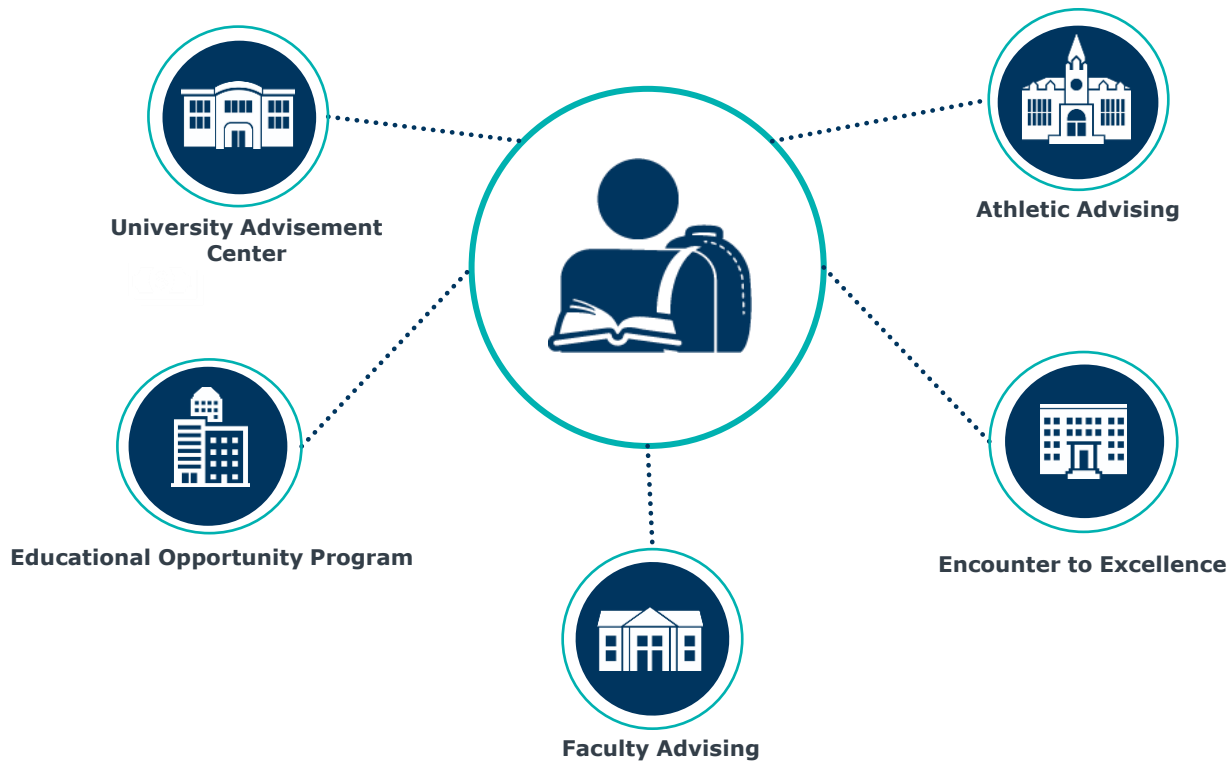 University Advisement
Center
Athletic Advising
Educational Opportunity Program
Encounter to Excellence
Faculty Advising